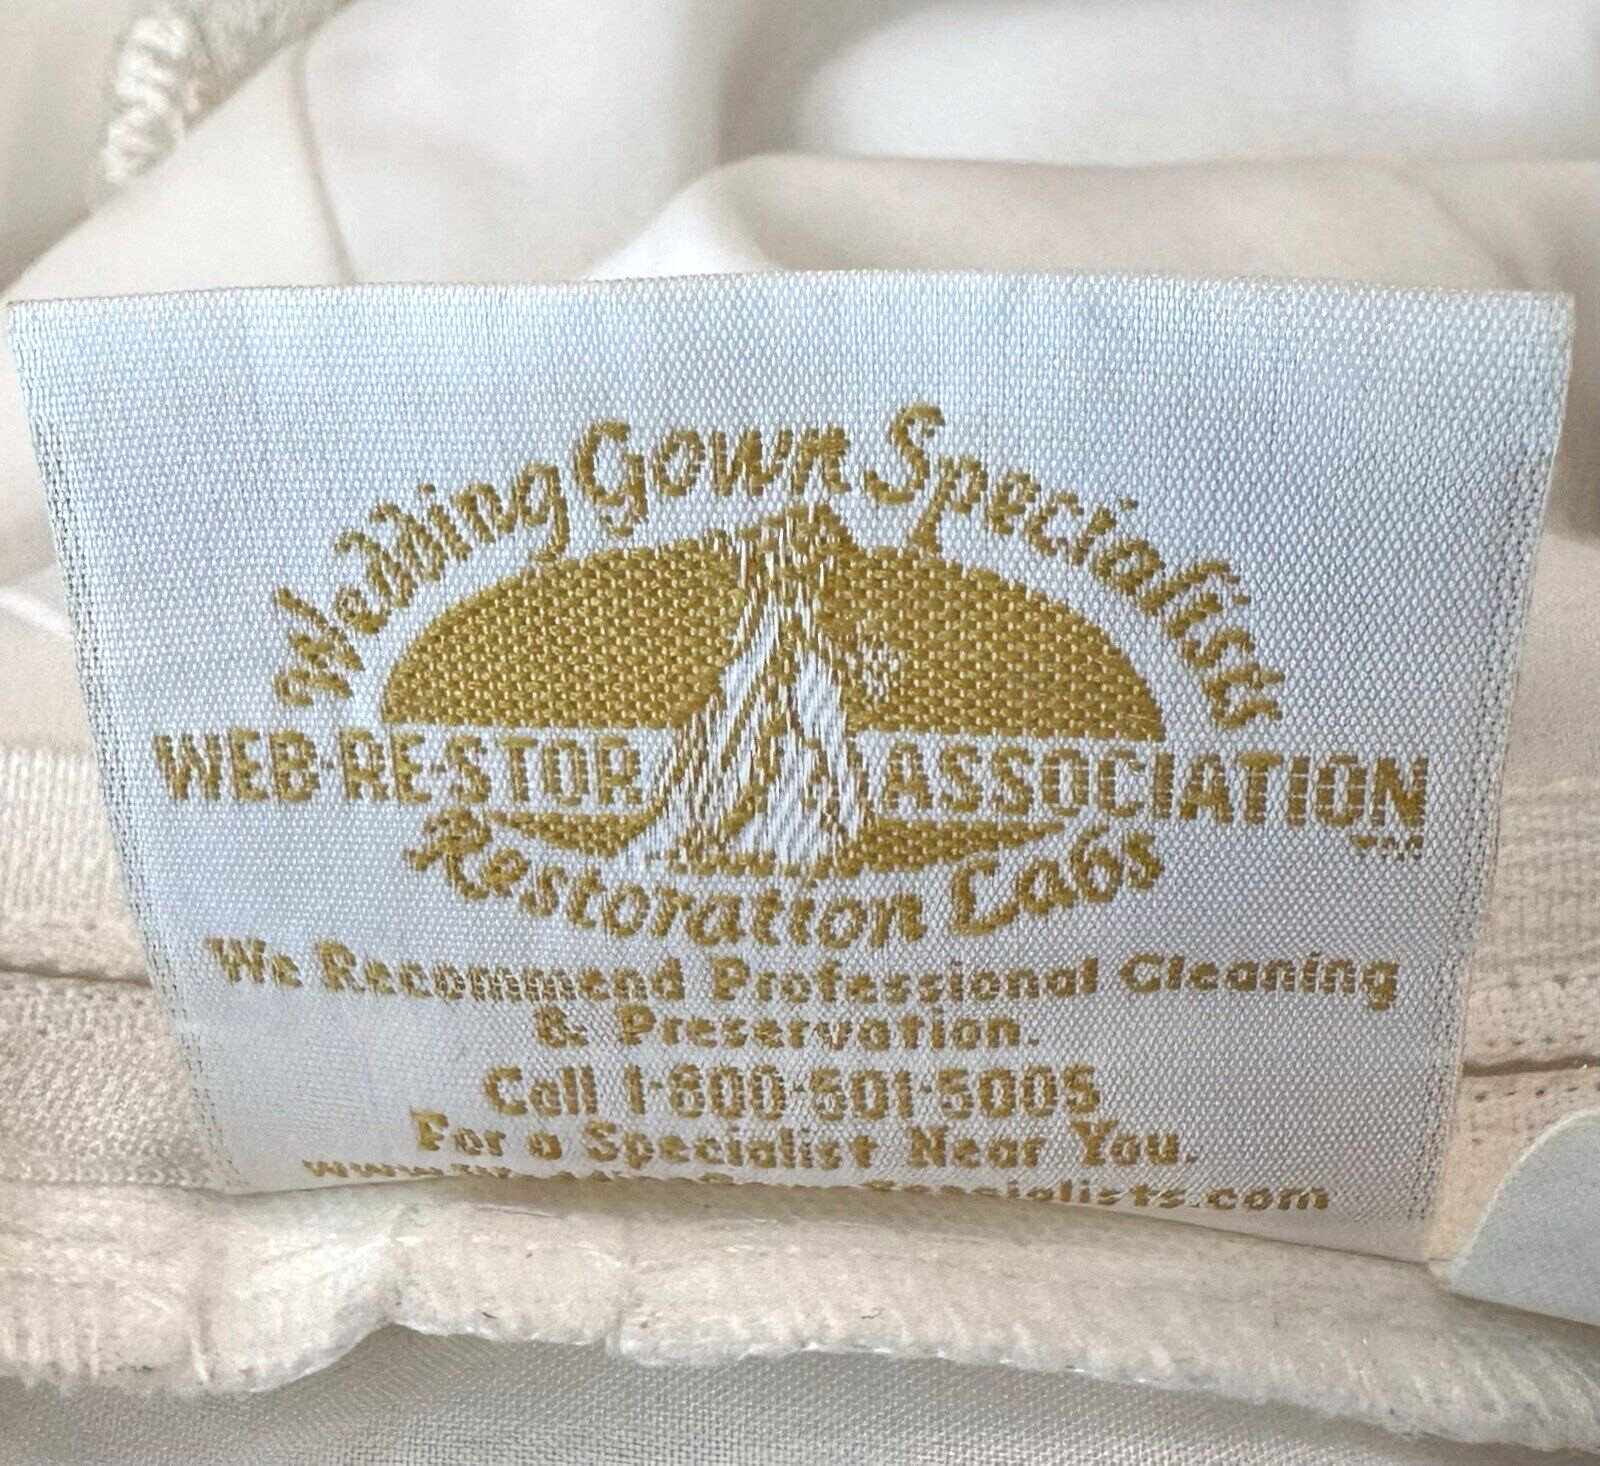 Wedding Gown Specialists
WEB-RE-STOR ASSOCIATION
Restoration Labs
We Recommend Professional Cleaning
& Preservation.
Call 1-800-501-5005
For a Specialist Near You.